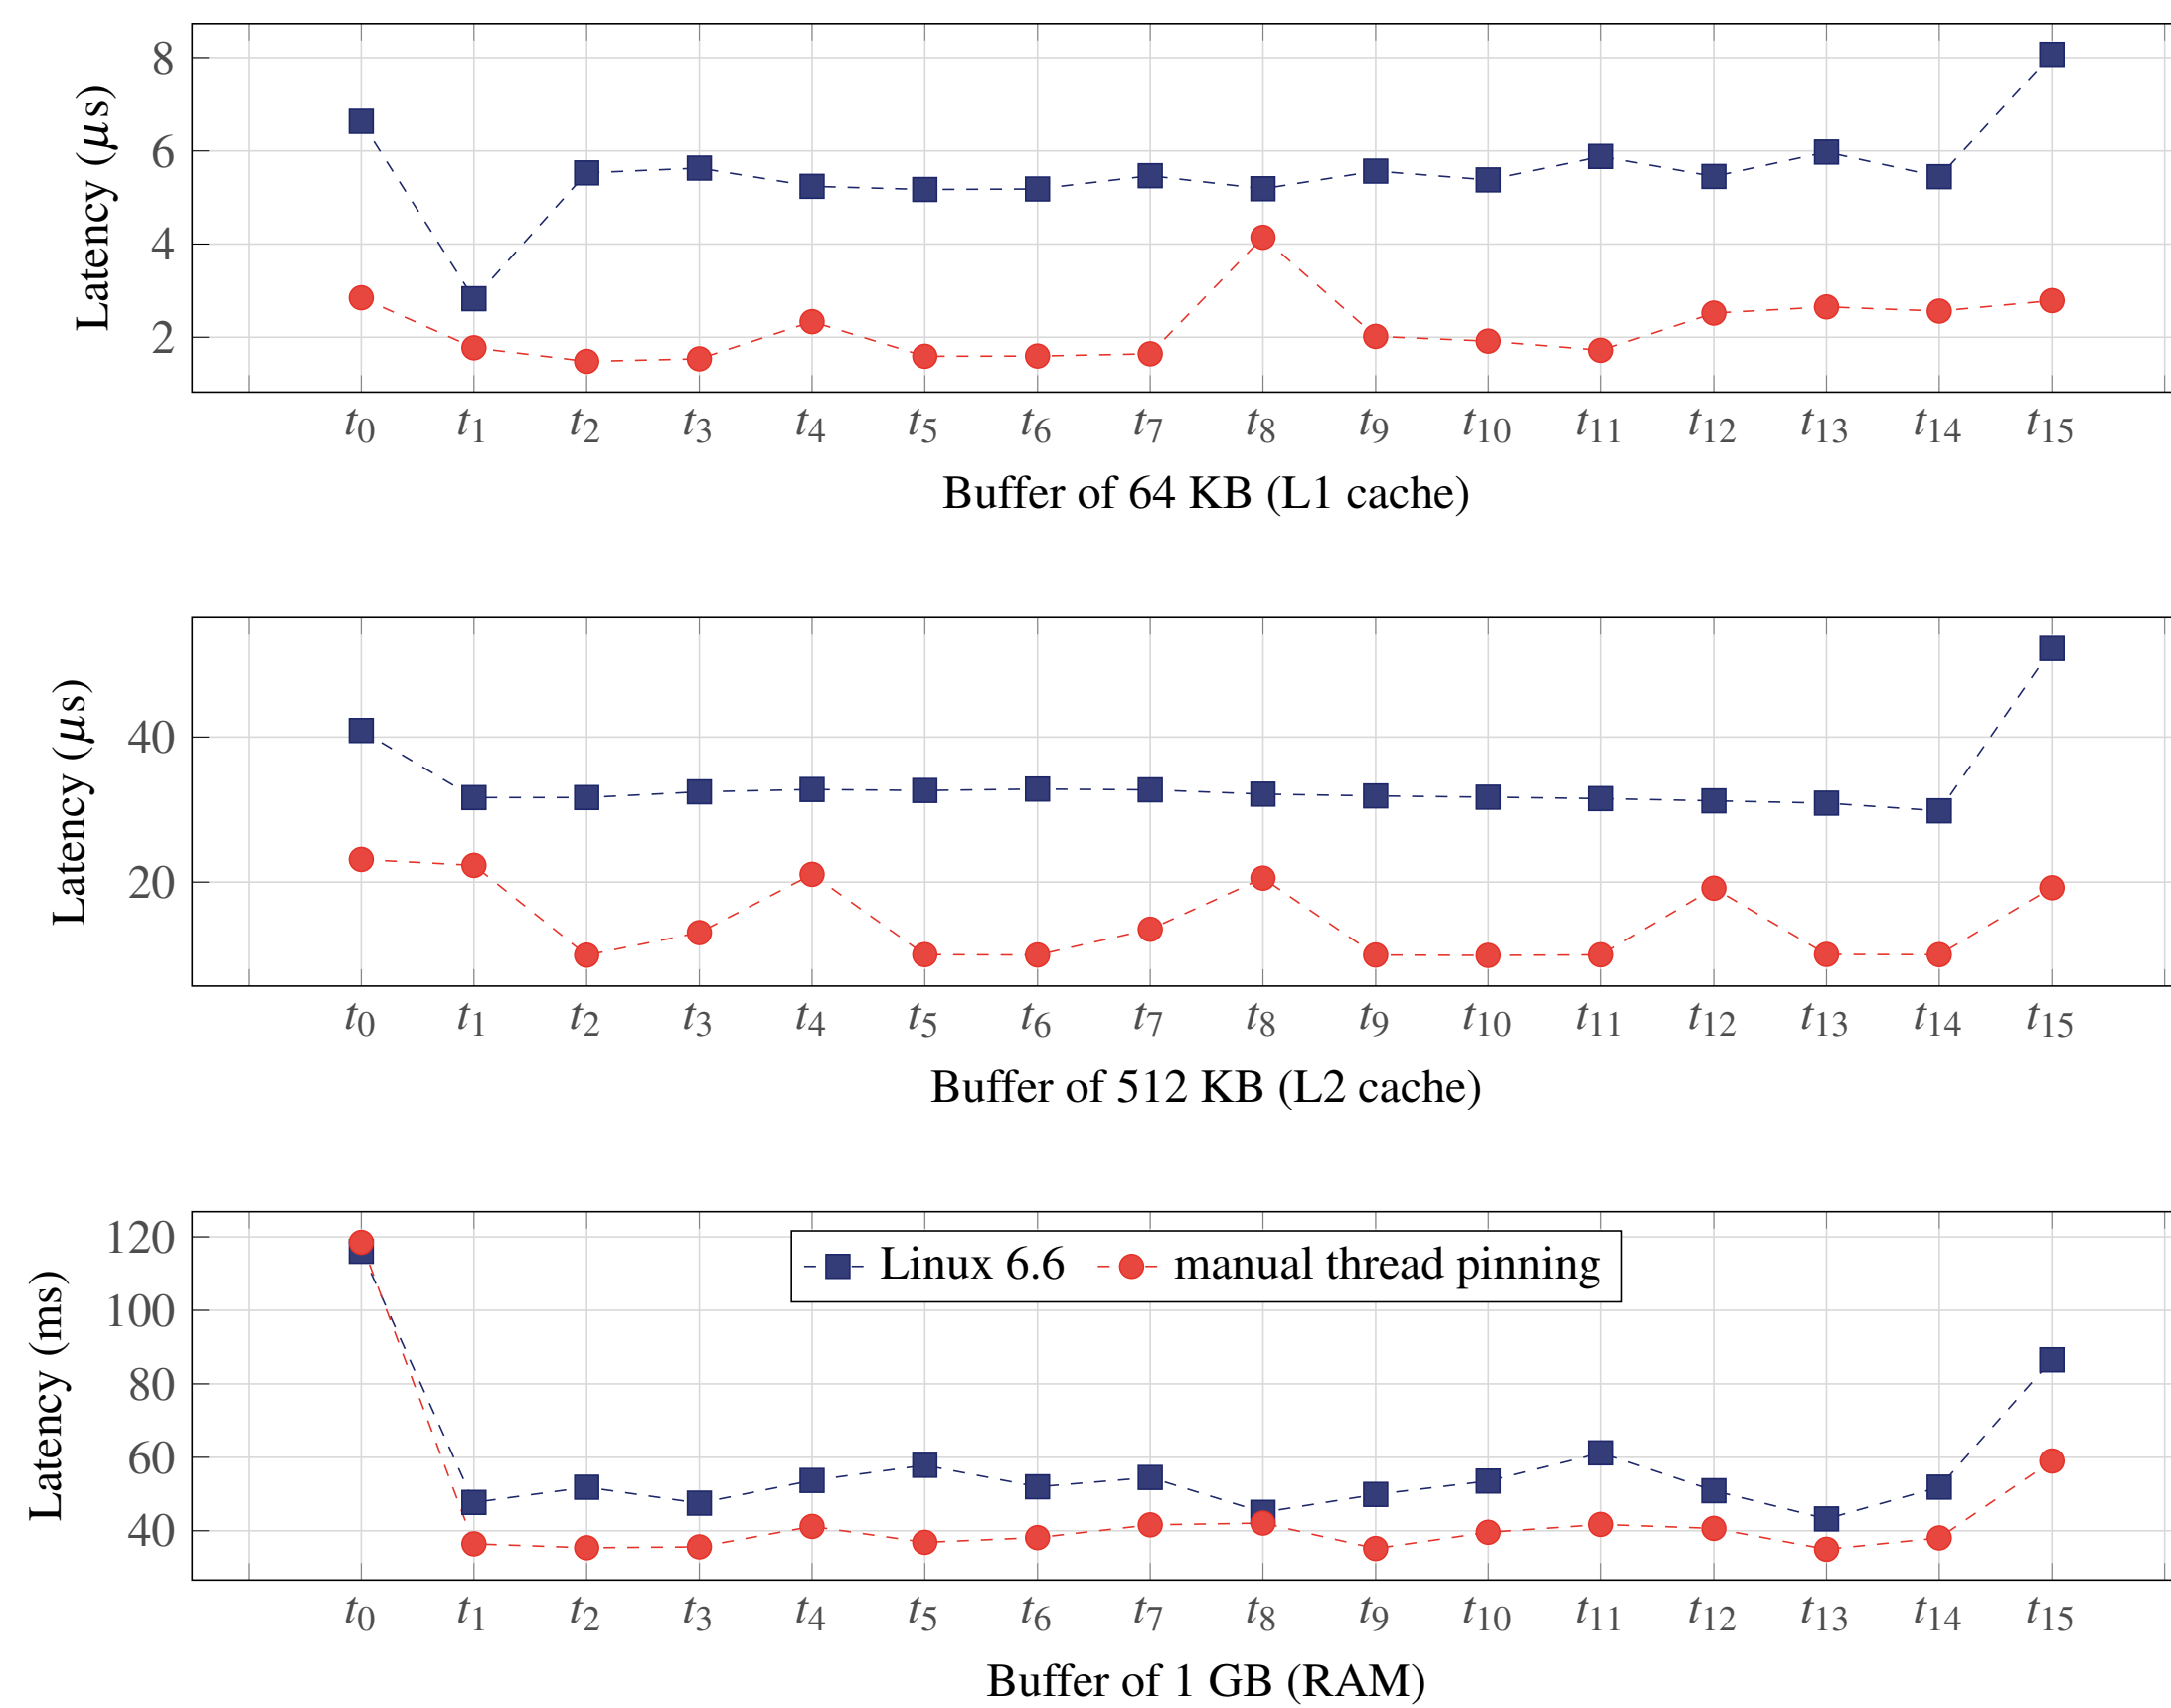 Latency (μs)
8
6
4
2
t0 t1 t2 t3 t4 t5 t6 t7 t8 t9 t10 t11 t12 t13 t14 t15
Buffer of 64 KB (L1 cache)
Latency (μs)
40
20
t0 t1 t2 t3 t4 t5 t6 t7 t8 t9 t10 t11 t12 t13 t14 t15
Buffer of 512 KB (L2 cache)
Latency (ms)
120
100
80
60
40
Linux 6.6 manual thread pinning
t0 t1 t2 t3 t4 t5 t6 t7 t8 t9 t10 t11 t12 t13 t14 t15
Buffer of 1 GB (RAM)